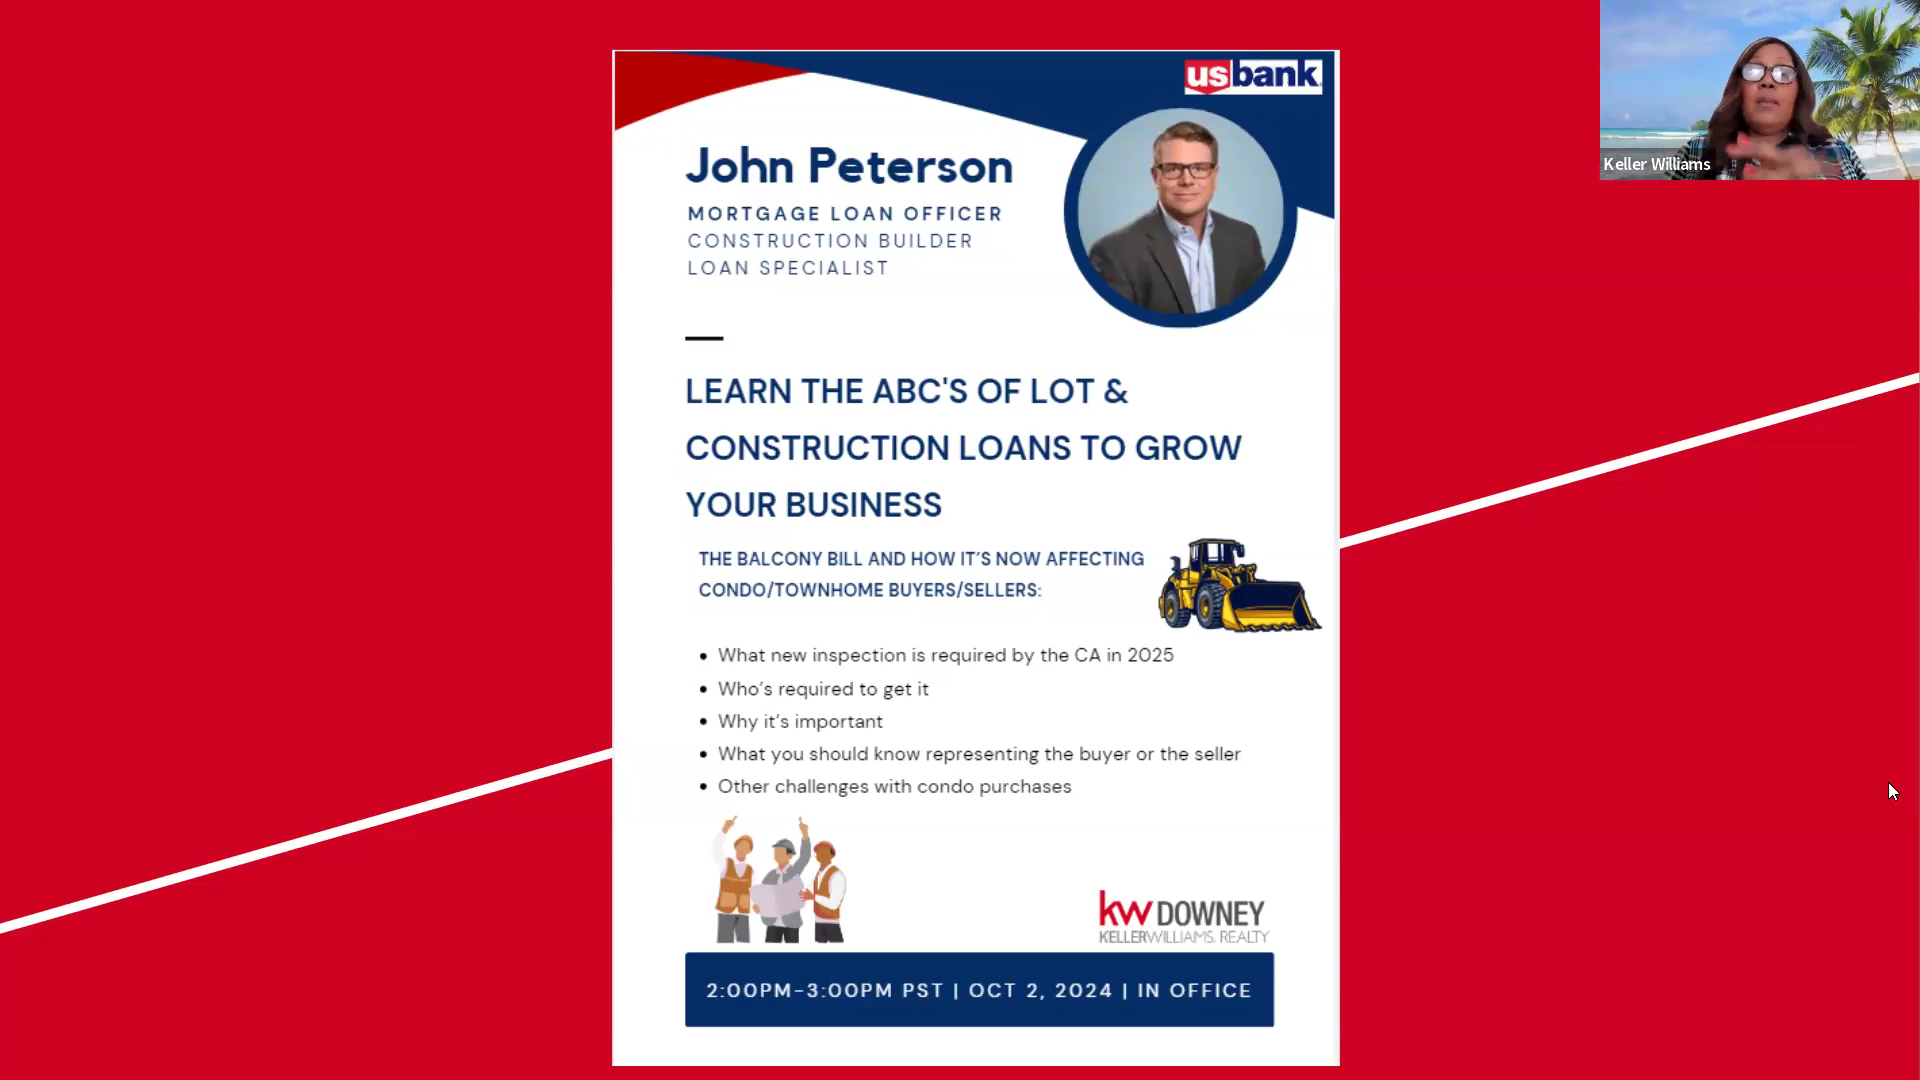 usbank
Keller Williams
John Peterson
MORTGAGE LOAN OFFICER
CONSTRUCTION BUILDER
LOAN SPECIALIST
LEARN THE ABC'S OF LOT &
CONSTRUCTION LOANS TO GROW
YOUR BUSINESS
THE BALCONY BILL AND HOW IT’S NOW AFFECTING
CONDO/TOWNHOME BUYERS/SELLERS:
• What new inspection is required by the CA in 2025
• Who’s required to get it
• Why it’s important
• What you should know representing the buyer or the seller
• Other challenges with condo purchases
kw DOWNEY
KELLERWILLIAMS. REALTY
2:00PM-3:00PM PST | OCT 2, 2024 | IN OFFICE